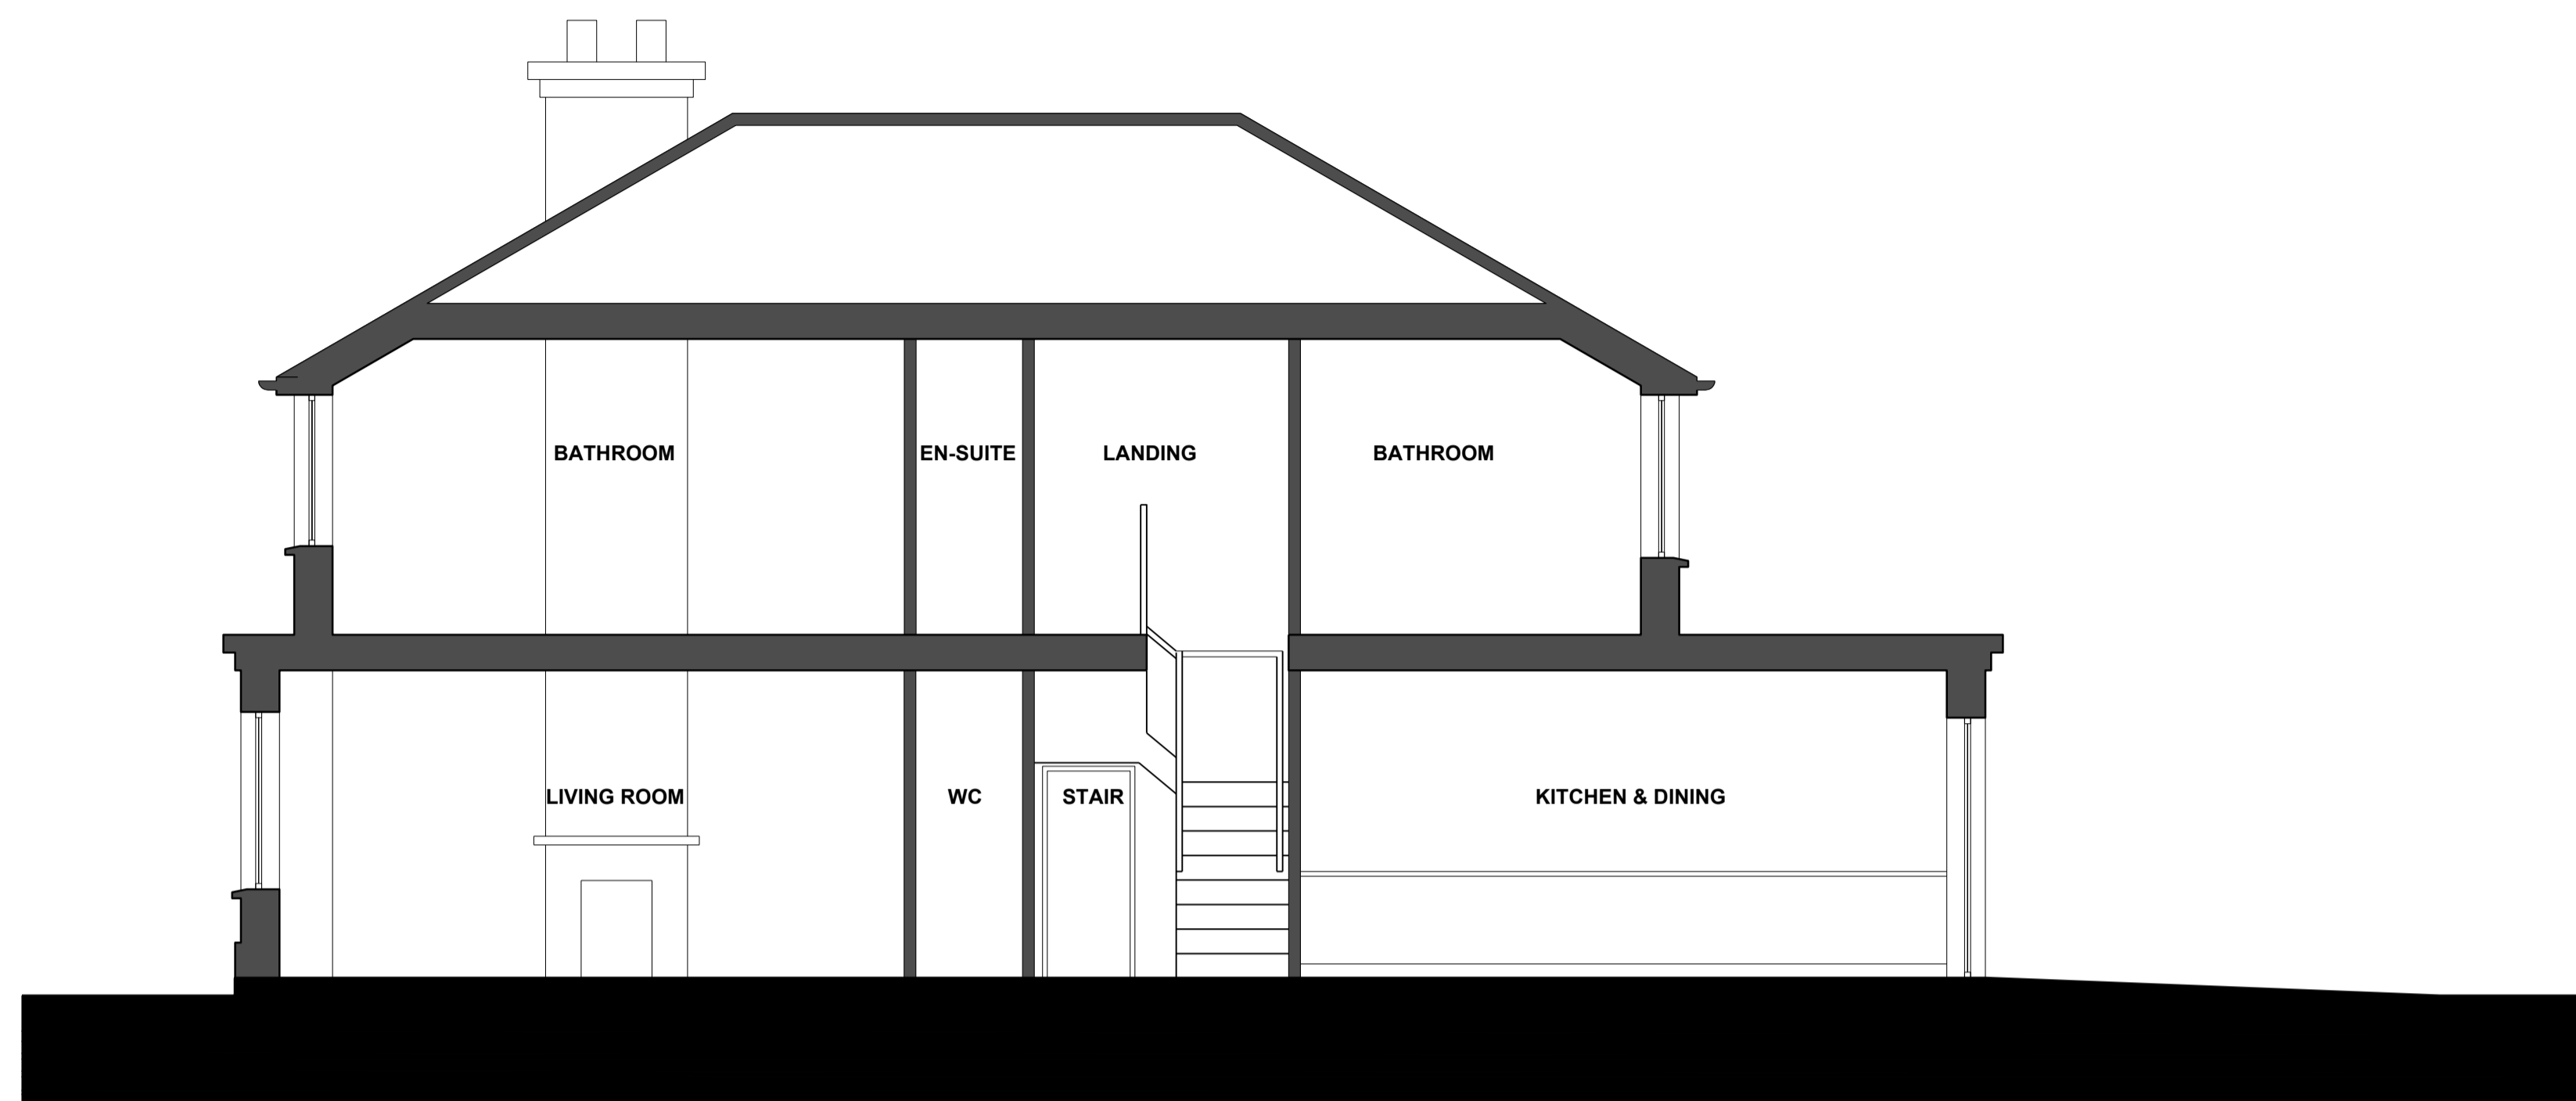 BATHROOM
EN-SUITE
LANDING
BATHROOM
LIVING ROOM
WC
STAIR
KITCHEN & DINING